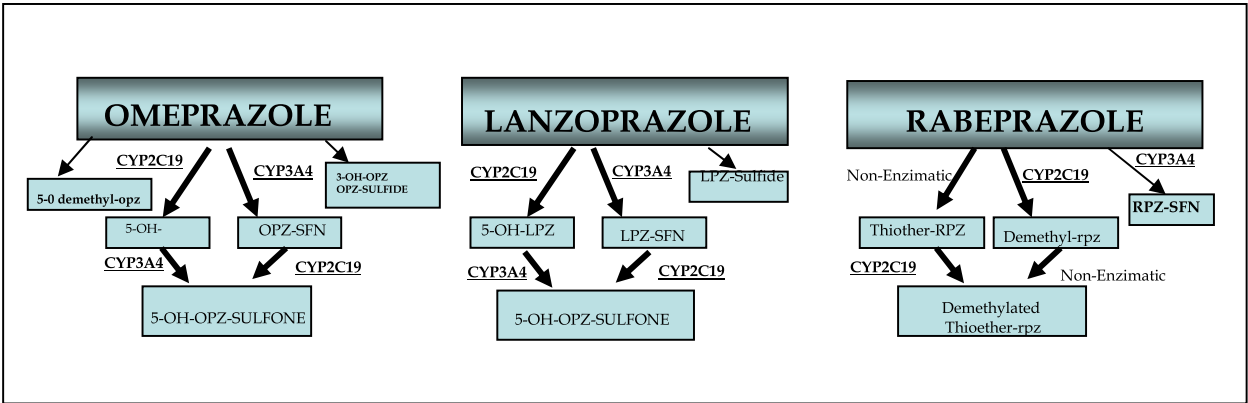 OMEPRAZOLE
CYP2C19
CYP3A4
3-OH-OPZ
OPZ-SULFIDE
5-0 demethyl-opz
5-OH-
OPZ-SFN
CYP3A4
CYP2C19
5-OH-OPZ-SULFONE
LANZOPRAZOLE
CYP2C19
CYP3A4
LPZ-Sulfide
5-OH-LPZ
LPZ-SFN
CYP3A4
CYP2C19
5-OH-OPZ-SULFONE
RABEPRAZOLE
CYP3A4
Non-Enzimatic
CYP2C19
RPZ-SFN
Thiother-RPZ
Demethyl-rpz
CYP2C19
Non-Enzimatic
Demethylated
Thioether-rpz